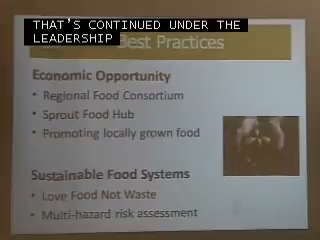 THAT'S CONTINUED UNDER THE
LEADERSHIP
Best Practices
Economic Opportunity
• Regional Food Consortium
• Sprout Food Hub
• Promoting locally grown food
Sustainable Food Systems
• Love Food Not Waste
• Multi-hazard risk assessment